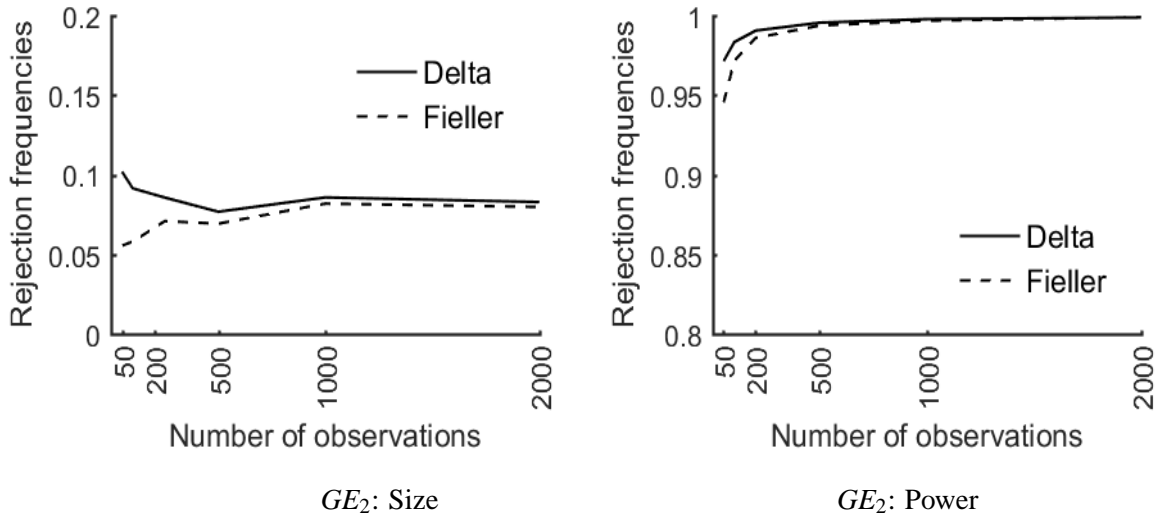 Rejection frequencies
0.2
0.15
0.1
0.05
0
Delta
Fieller
50
200
500
1000
2000
Number of observations
GE2: Size
Rejection frequencies
1
0.95
0.9
0.85
0.8
Delta
Fieller
50
200
500
1000
2000
Number of observations
GE2: Power